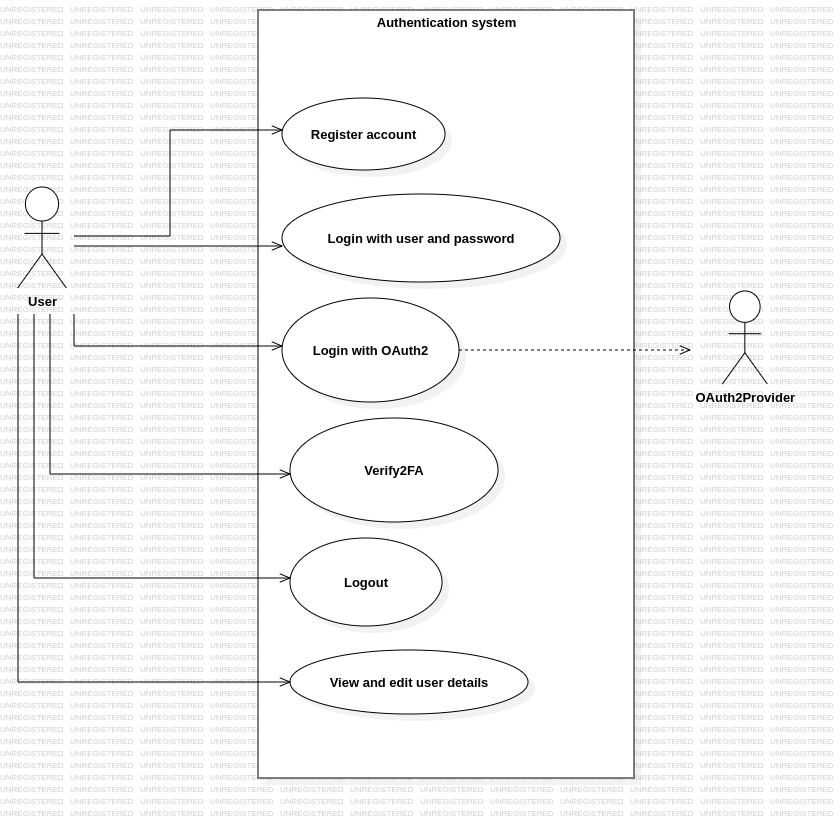 Authentication system
Register account
Login with user and password
User
Login with OAuth2
OAuth2Provider
Verify2FA
Logout
View and edit user details
UNREGISTERED